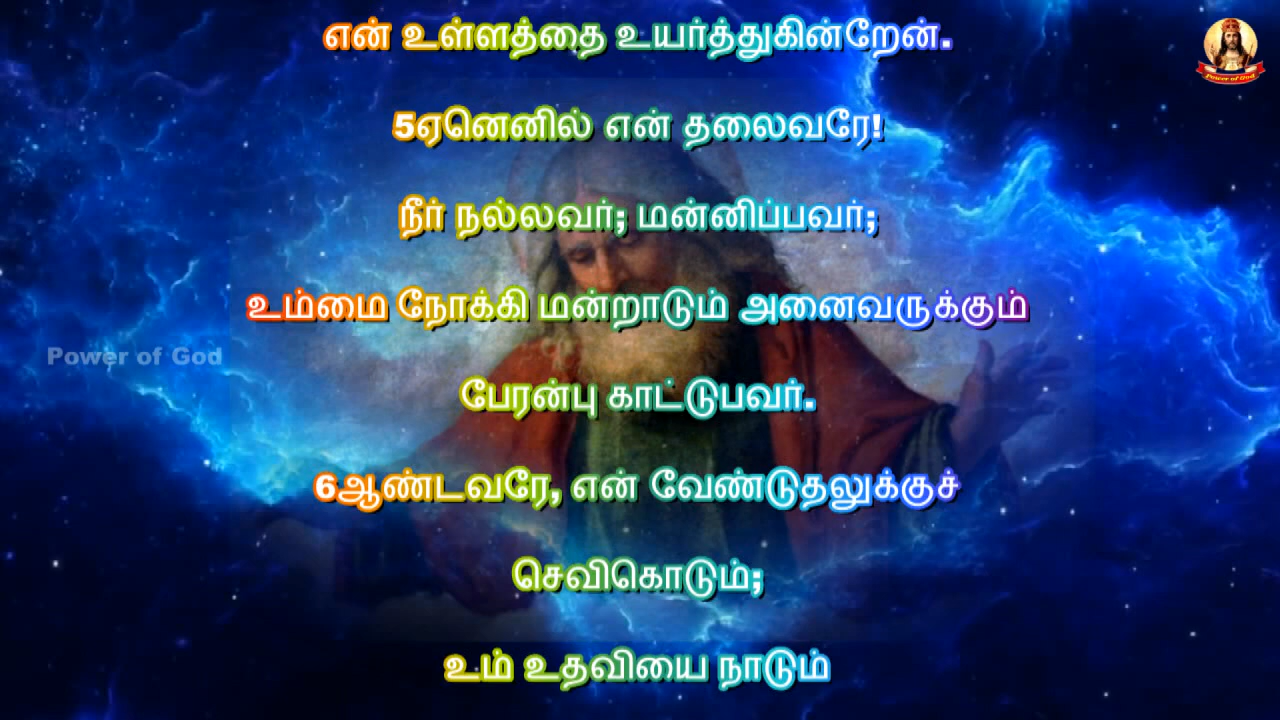 என் உள்ளத்தை உயர்த்துகின்றேன்.
5ஏனெனில் என் தலைவரே!
நீர் நல்லவர்; மன்னிப்பவர்;
உம்மை நோக்கி மன்றாடும் அனைவருக்கும்
Power of God
பேரன்பு காட்டுபவர்.
6ஆண்டவரே, என் வேண்டுதலுக்குச்
செவிகொடும்;
உம் உதவியை நாடும்
Power of God